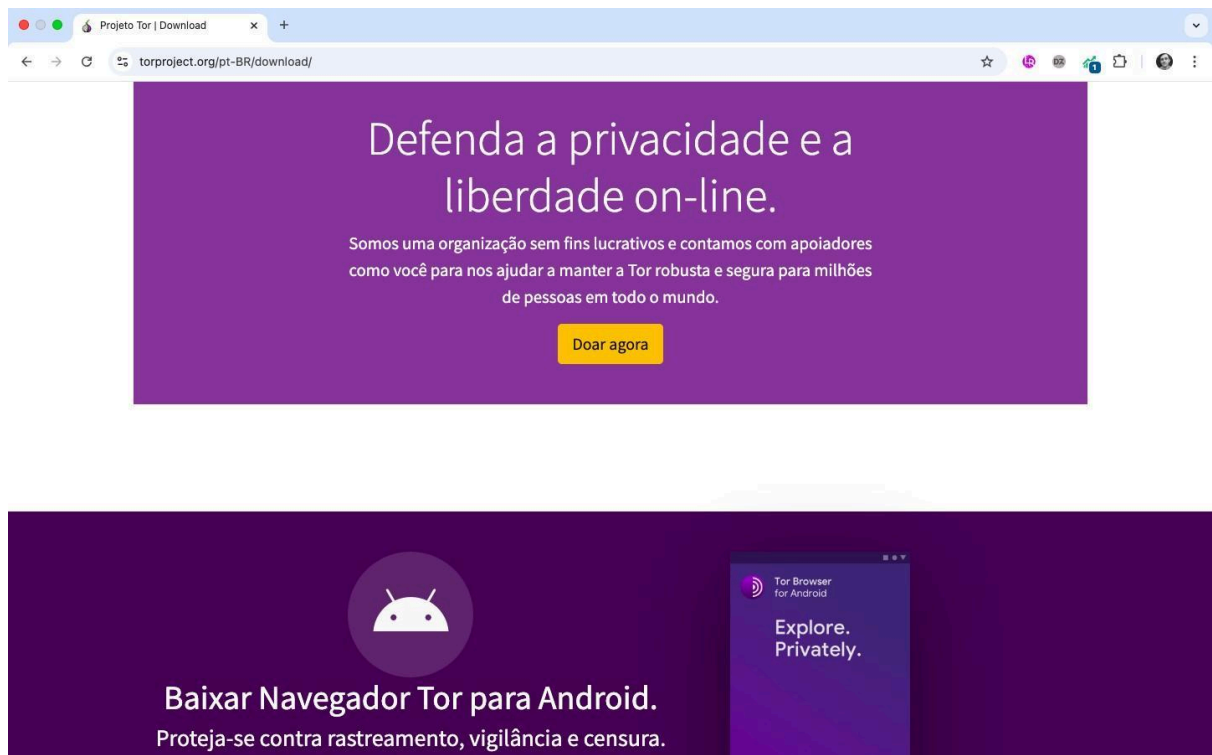 Projeto Tor | Download
torproject.org/pt-BR/download/
LR
DZ
1
Defenda a privacidade e a
liberdade on-line.
Somos uma organização sem fins lucrativos e contamos com apoiadores
como você para nos ajudar a manter a Tor robusta e segura para milhões
de pessoas em todo o mundo.
Doar agora
Tor Browser
for Android
Explore.
Privately.
Baixar Navegador Tor para Android.
Proteja-se contra rastreamento, vigilância e censura.